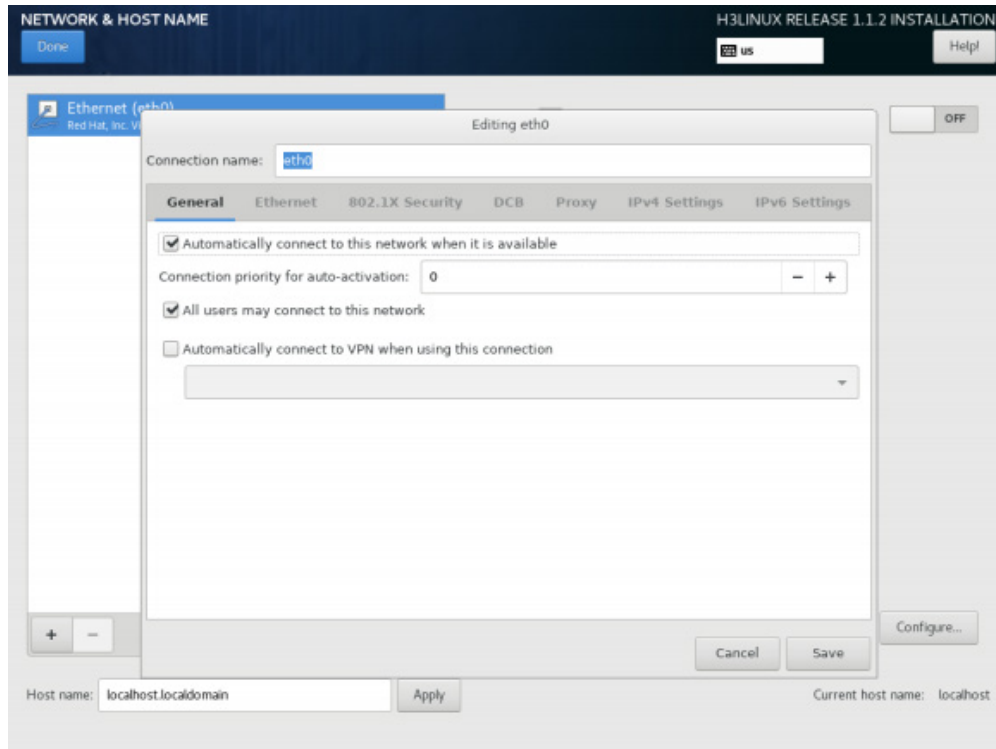 NETWORK & HOST NAME
H3LINUX RELEASE 1.1.2 INSTALLATION
Done
us
Help!
Ethernet (eth0)
Red Hat, Inc. Vi
OFF
Editing eth0
Connection name: eth0
General Ethernet 802.1X Security DCB Proxy IPv4 Settings IPv6 Settings
Automatically connect to this network when it is available
Connection priority for auto-activation: 0 − +
All users may connect to this network
Automatically connect to VPN when using this connection
+ −
Configure...
Cancel Save
Host name: localhost.localdomain Apply Current host name: localhost